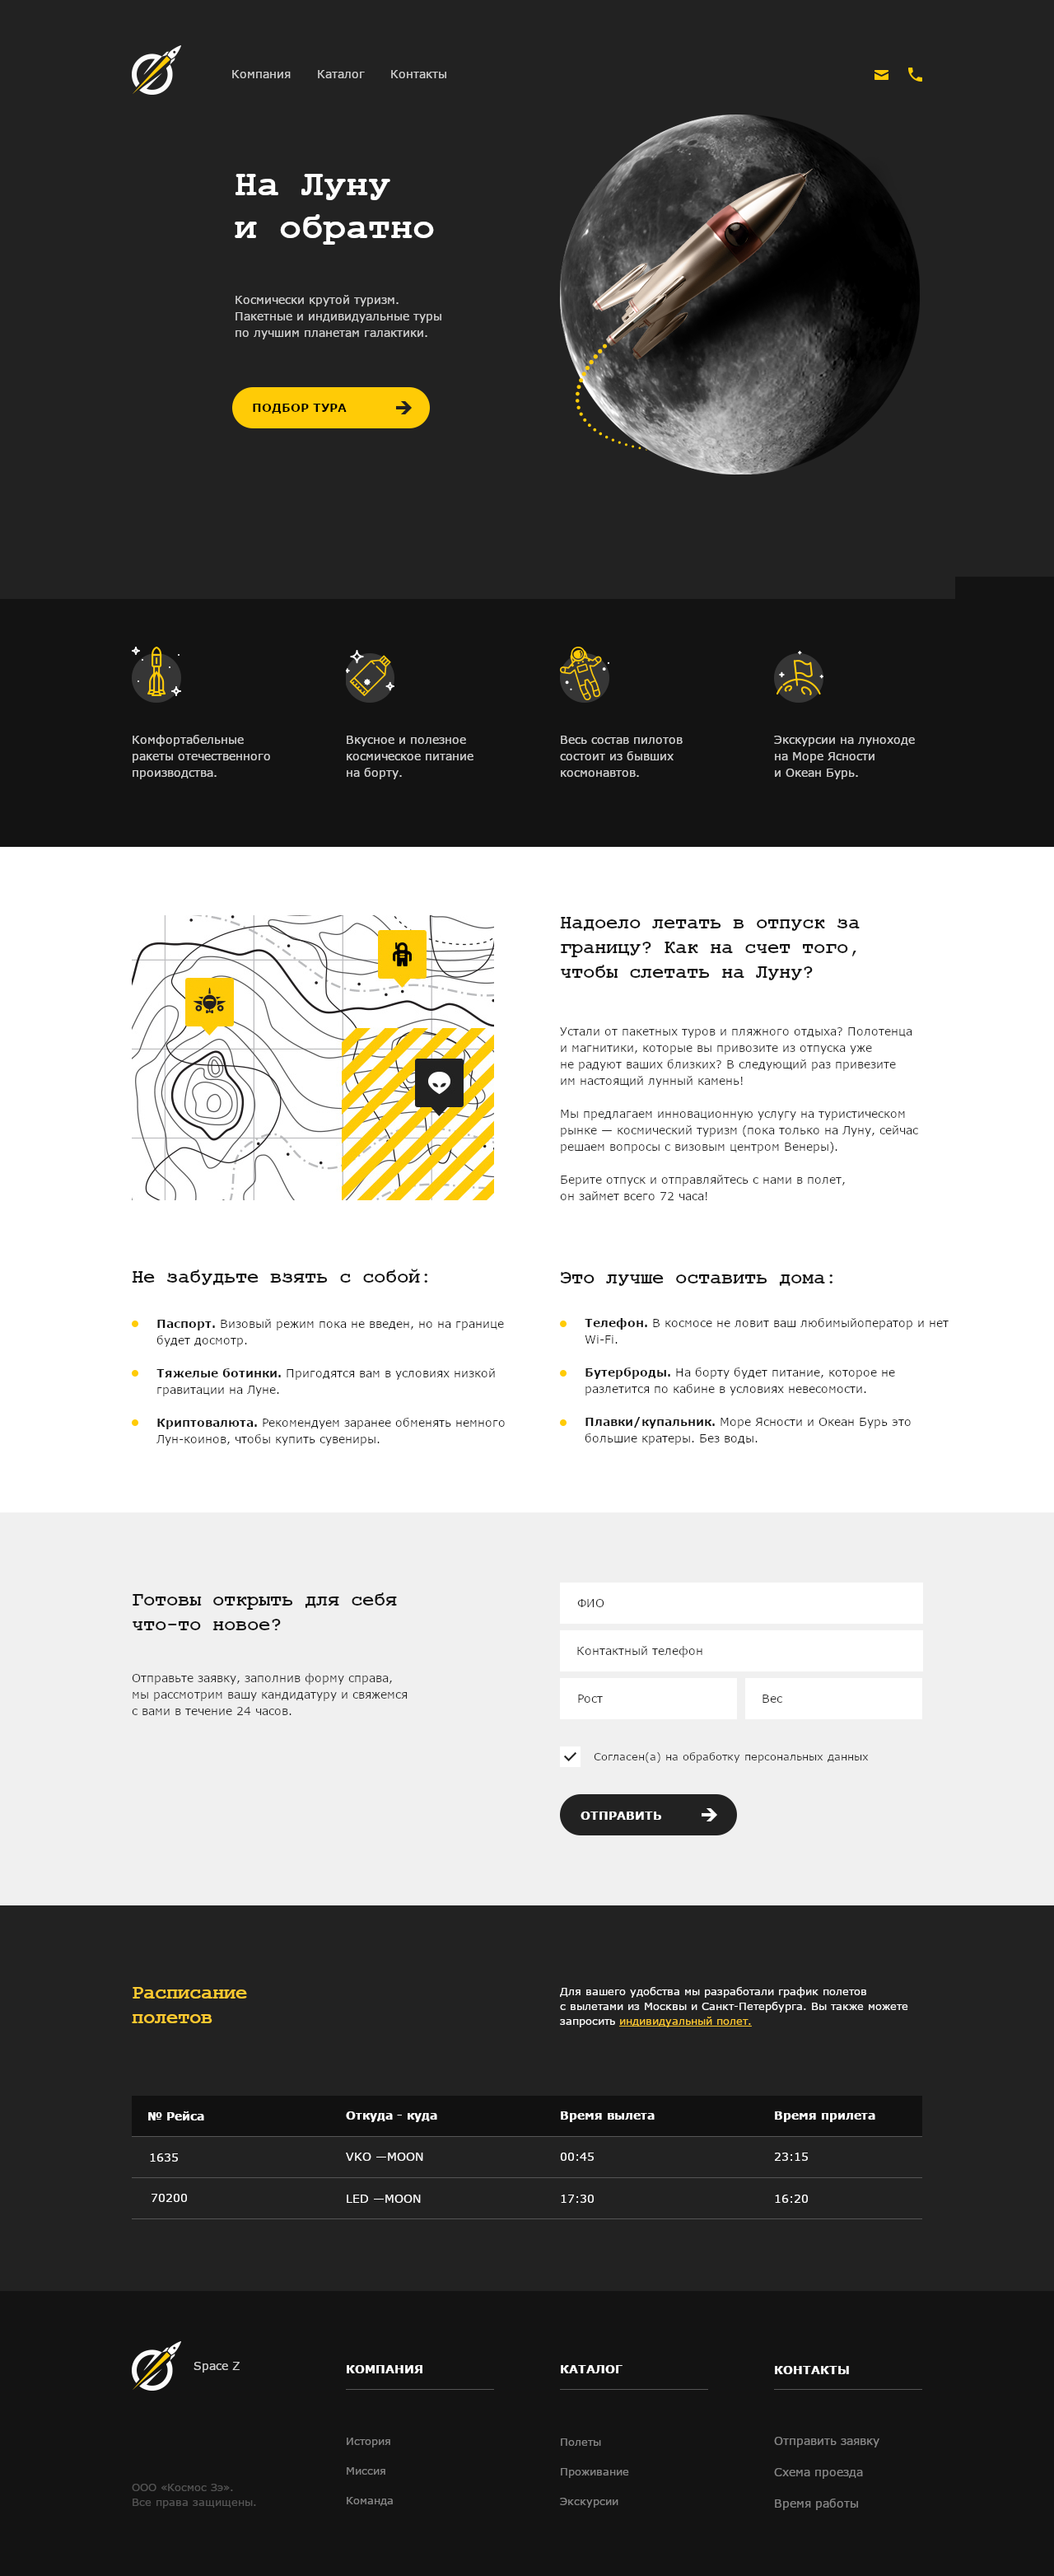 Компания Каталог Контакты
На Луну
и обратно
Космически крутой туризм.
Пакетные и индивидуальные туры
по лучшим планетам галактики.
ПОДБОР ТУРА
Комфортабельные
ракеты отечественного
производства.
Вкусное и полезное
космическое питание
на борту.
Весь состав пилотов
состоит из бывших
космонавтов.
Экскурсии на луноходе
на Море Ясности
и Океан Бурь.
Надоело летать в отпуск за
границу? Как на счет того,
чтобы слетать на Луну?
Устали от пакетных туров и пляжного отдыха? Полотенца
и магнитики, которые вы привозите из отпуска уже
не радуют ваших близких? В следующий раз привезите
им настоящий лунный камень!
Мы предлагаем инновационную услугу на туристическом
рынке — космический туризм (пока только на Луну, сейчас
решаем вопросы с визовым центром Венеры).
Берите отпуск и отправляйтесь с нами в полет,
он займет всего 72 часа!
Не забудьте взять с собой:
Паспорт. Визовый режим пока не введен, но на границе
будет досмотр.
Тяжелые ботинки. Пригодятся вам в условиях низкой
гравитации на Луне.
Криптовалюта. Рекомендуем заранее обменять немного
Лун-коинов, чтобы купить сувениры.
Это лучше оставить дома:
Телефон. В космосе не ловит ваш любимыйоператор и нет
Wi-Fi.
Бутерброды. На борту будет питание, которое не
разлетится по кабине в условиях невесомости.
Плавки/купальник. Море Ясности и Океан Бурь это
большие кратеры. Без воды.
Готовы открыть для себя
что-то новое?
Отправьте заявку, заполнив форму справа,
мы рассмотрим вашу кандидатуру и свяжемся
с вами в течение 24 часов.
ФИО
Контактный телефон
Рост Вес
Согласен(а) на обработку персональных данных
ОТПРАВИТЬ
Расписание
полетов
Для вашего удобства мы разработали график полетов
с вылетами из Москвы и Санкт-Петербурга. Вы также можете
запросить индивидуальный полет.
№ Рейса Откуда - куда Время вылета Время прилета
1635 VKO —MOON 00:45 23:15
70200 LED —MOON 17:30 16:20
Space Z
ООО «Космос Зэ».
Все права защищены.
КОМПАНИЯ
История
Миссия
Команда
КАТАЛОГ
Полеты
Проживание
Экскурсии
КОНТАКТЫ
Отправить заявку
Схема проезда
Время работы